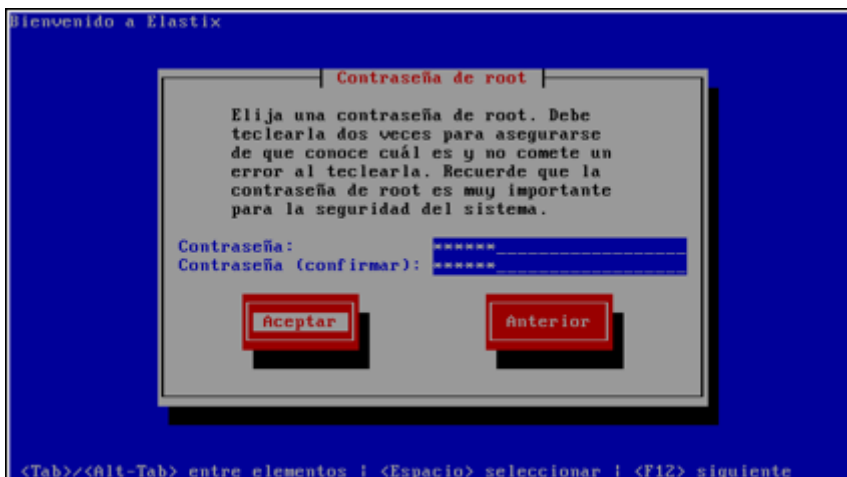 Bienvenido a Elastix
Contraseña de root
Elija una contraseña de root. Debe
teclearla dos veces para asegurarse
de que conoce cuál es y no comete un
error al teclearla. Recuerde que la
contraseña de root es muy importante
para la seguridad del sistema.
Contraseña: ******
Contraseña (confirmar): ******
Aceptar Anterior
<Tab>/<Alt-Tab> entre elementos | <Espacio> seleccionar | <F12> siguiente